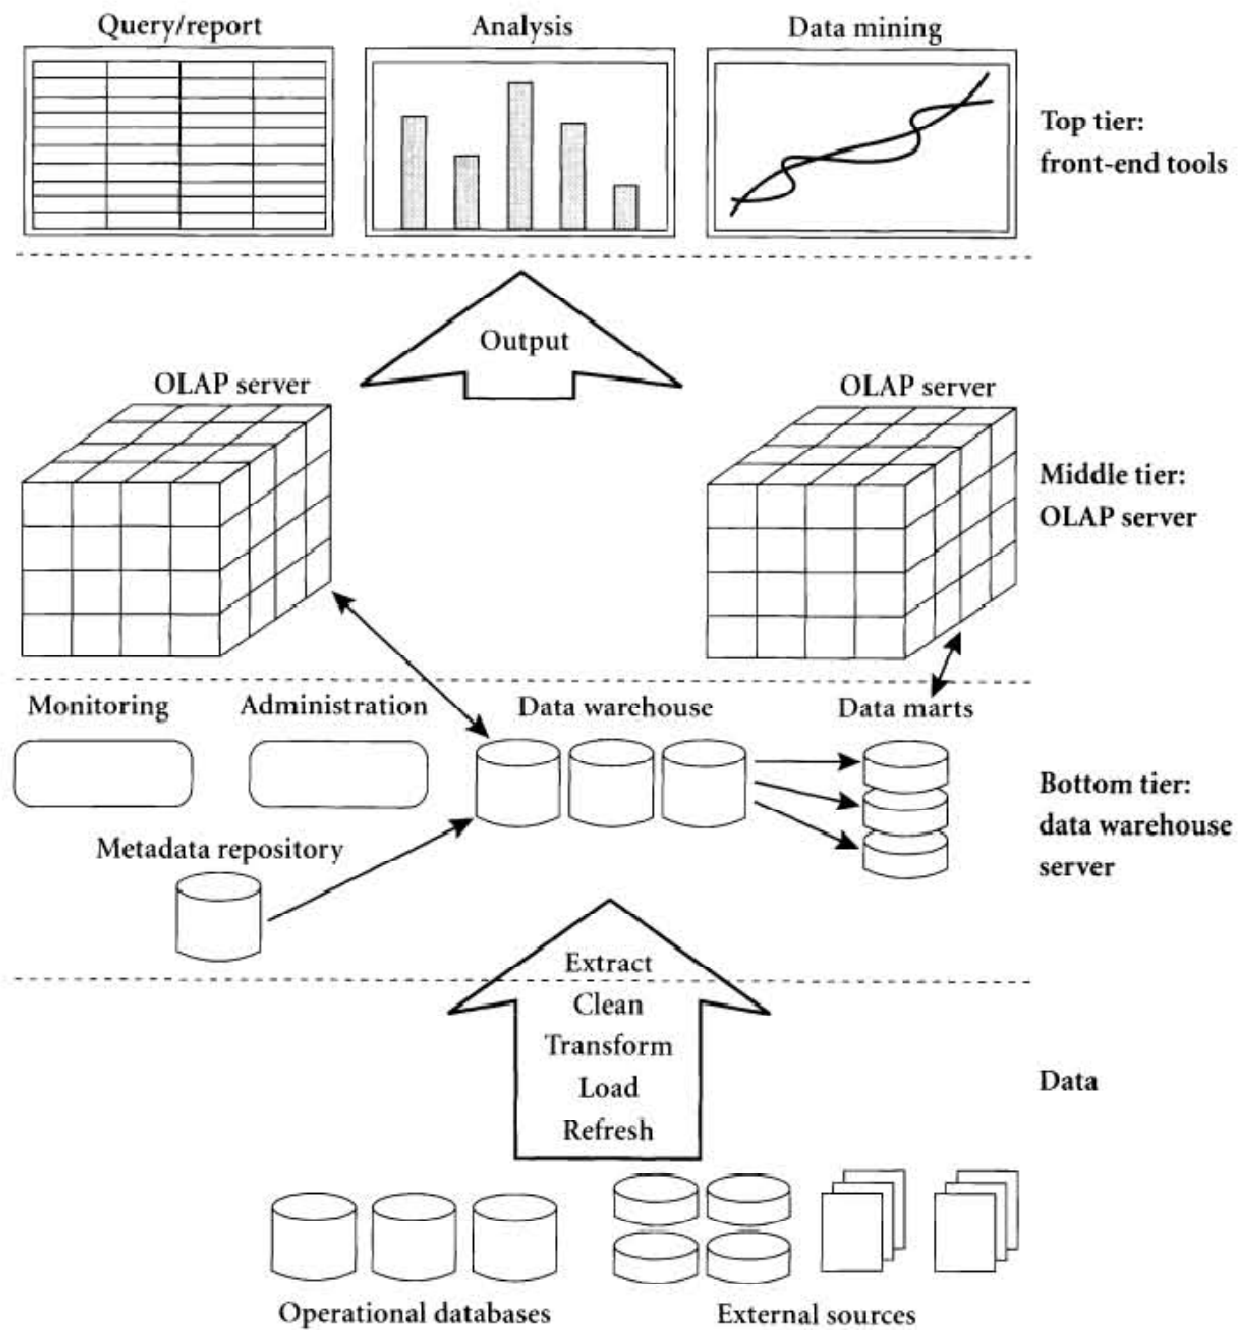 Query/report
Analysis
Data mining
Top tier:
front-end tools
Output
OLAP server
OLAP server
Middle tier:
OLAP server
Monitoring
Administration
Data warehouse
Data marts
Bottom tier:
data warehouse
server
Metadata repository
Extract
Clean
Transform
Load
Refresh
Data
Operational databases
External sources